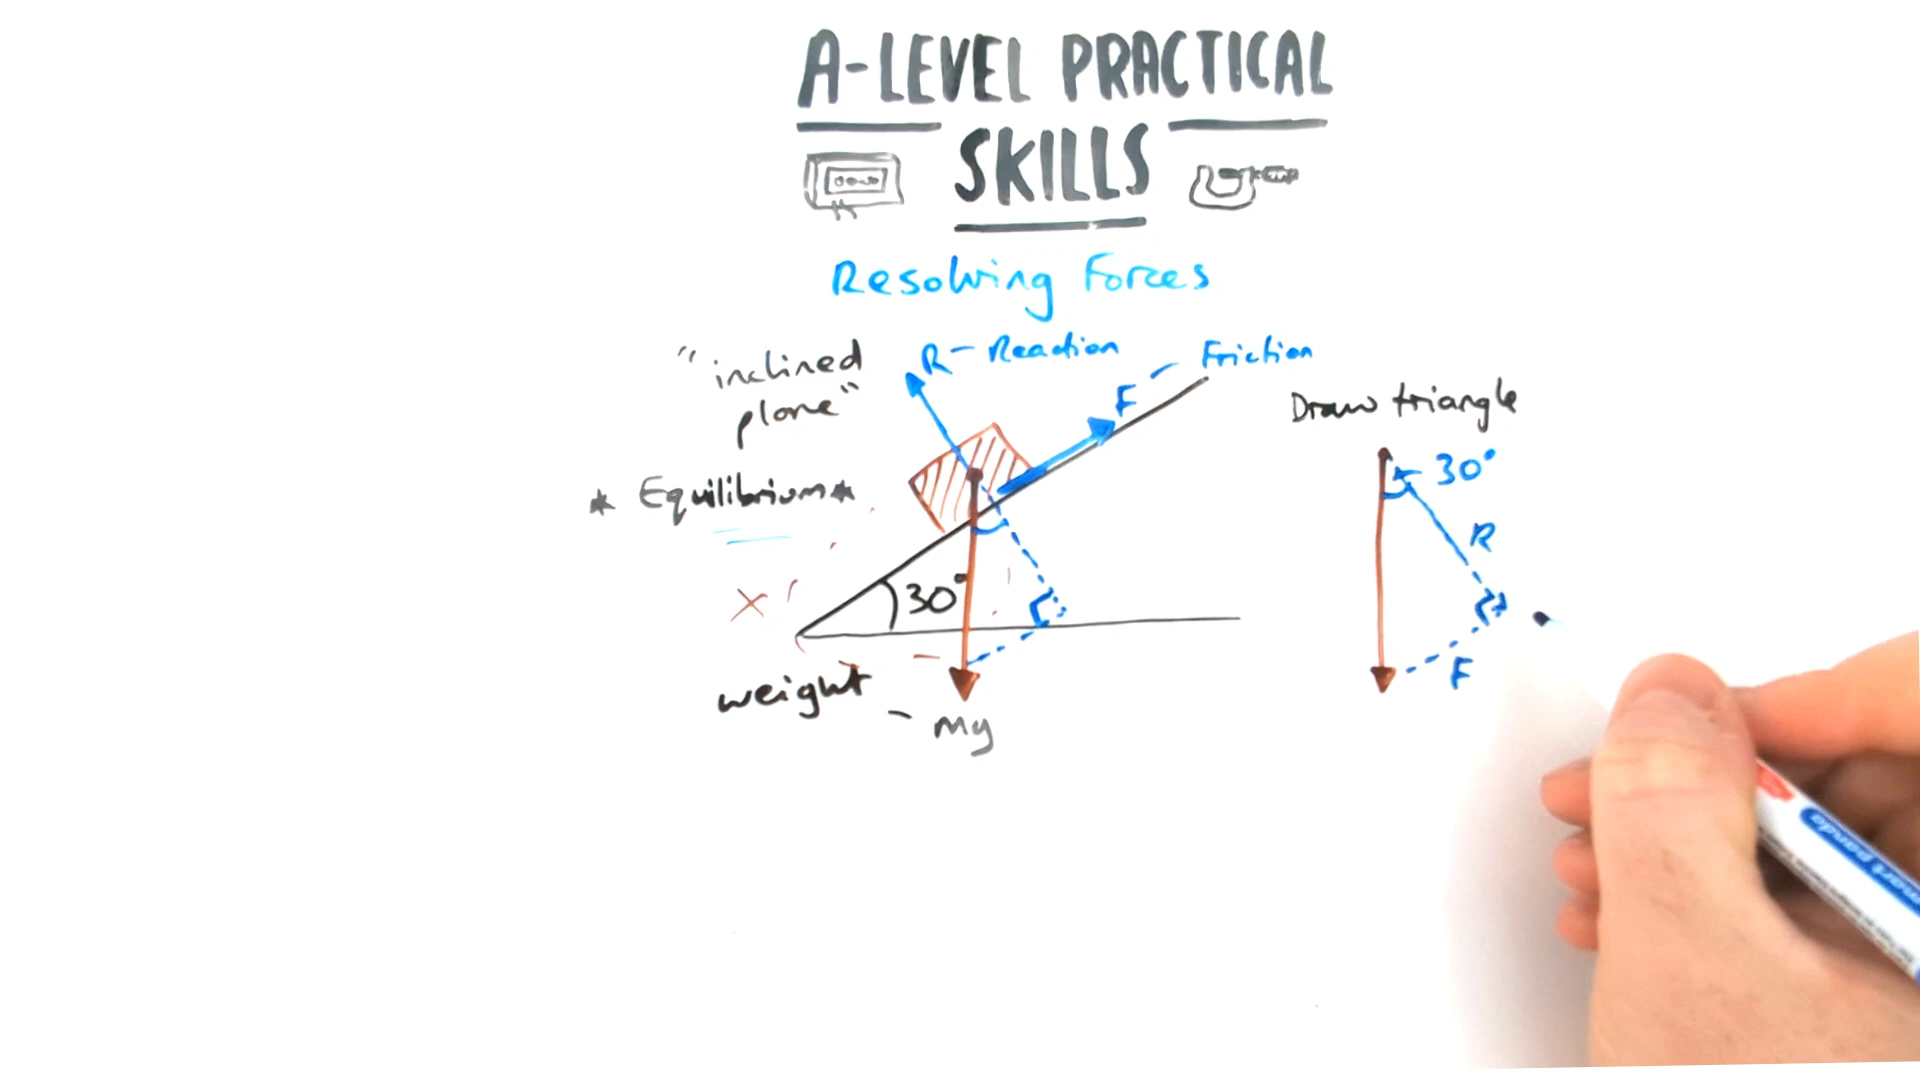 A-LEVEL PRACTICAL
SKILLS
Resolving Forces
"inclined
plane"
R - Reaction
F - Friction
* Equilibrium *
30°
weight - mg
Draw triangle
30°
R
F